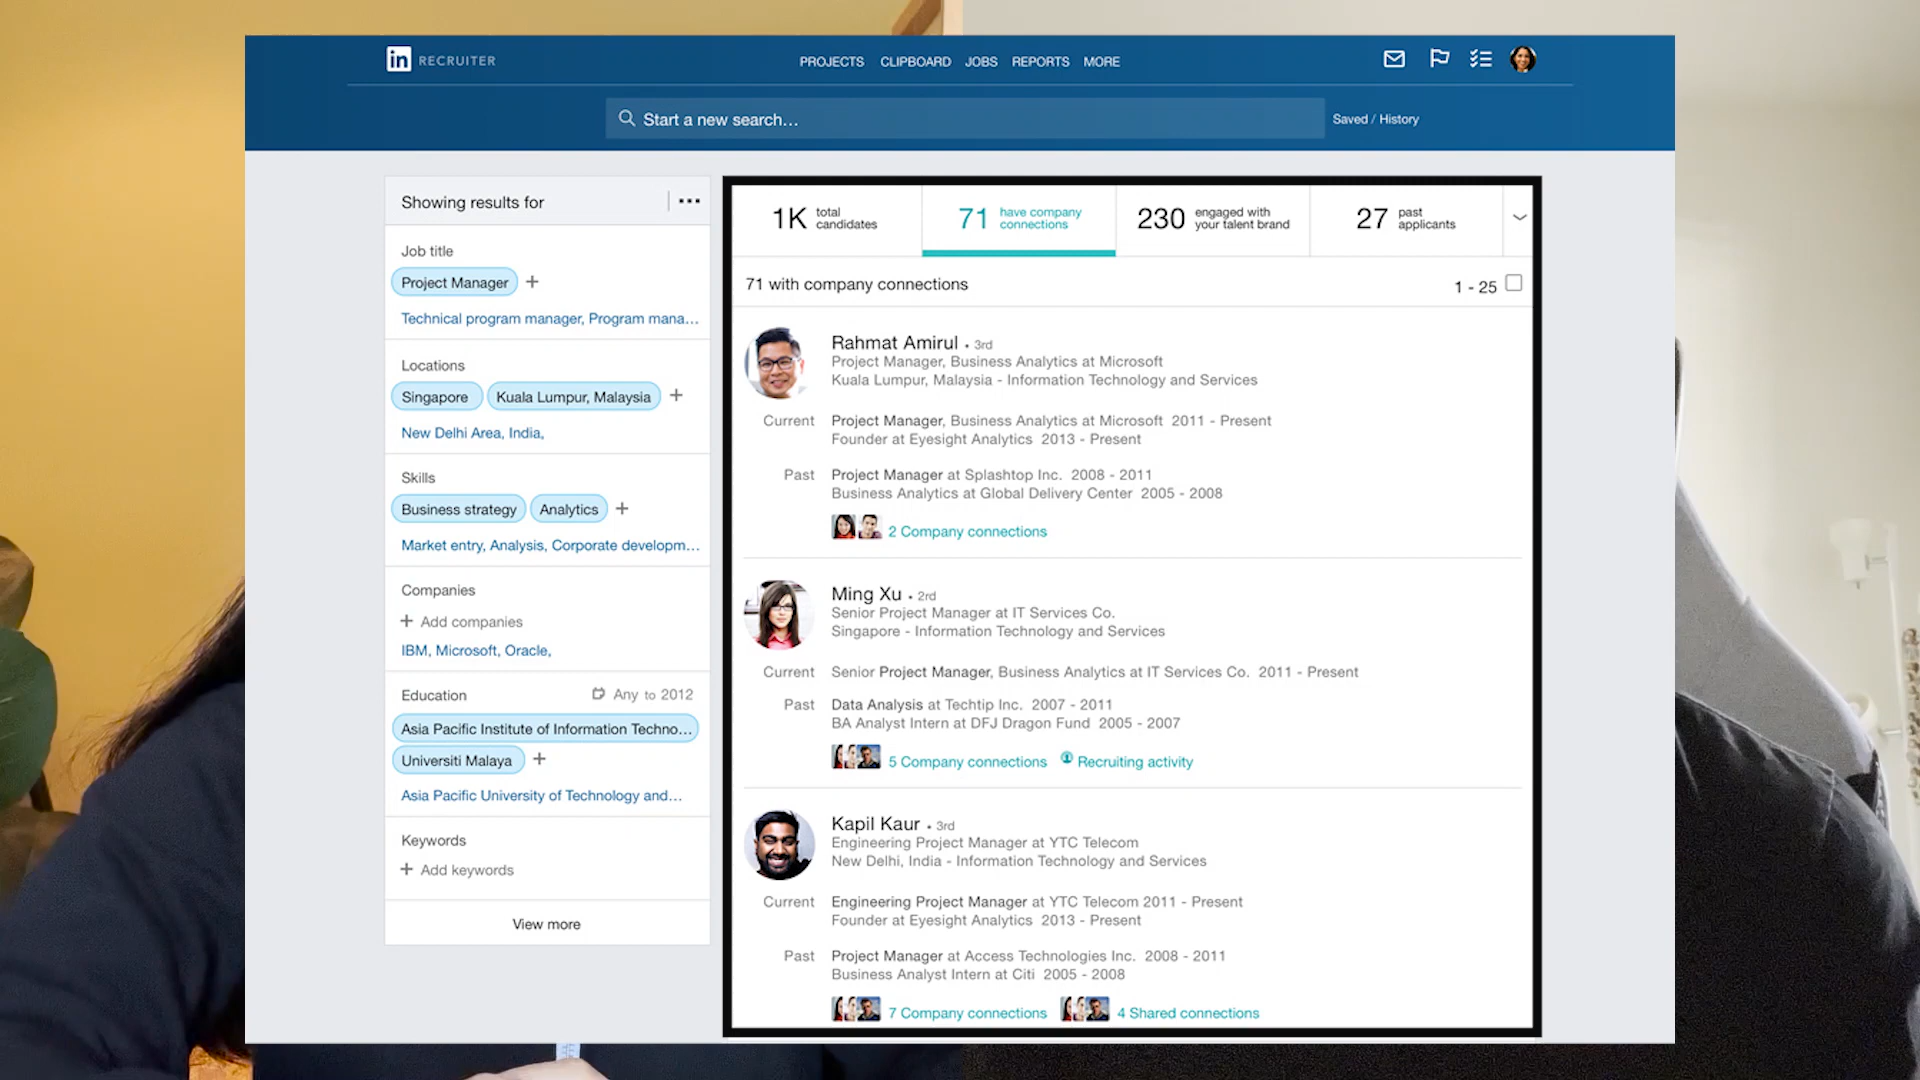 in RECRUITER
PROJECTS CLIPBOARD JOBS REPORTS MORE
Start a new search...
Saved / History
Showing results for
Job title
Project Manager +
Technical program manager, Program mana...
Locations
Singapore Kuala Lumpur, Malaysia +
New Delhi Area, India,
Skills
Business strategy Analytics +
Market entry, Analysis, Corporate developm...
Companies
+ Add companies
IBM, Microsoft, Oracle,
Education Any to 2012
Asia Pacific Institute of Information Techno...
Universiti Malaya +
Asia Pacific University of Technology and...
Keywords
+ Add keywords
View more
1K total candidates
71 have company connections
230 engaged with your talent brand
27 past applicants
71 with company connections
1 - 25
Rahmat Amirul • 3rd
Project Manager, Business Analytics at Microsoft
Kuala Lumpur, Malaysia - Information Technology and Services
Current Project Manager, Business Analytics at Microsoft 2011 - Present
Founder at Eyesight Analytics 2013 - Present
Past Project Manager at Splashtop Inc. 2008 - 2011
Business Analytics at Global Delivery Center 2005 - 2008
2 Company connections
Ming Xu • 2rd
Senior Project Manager at IT Services Co.
Singapore - Information Technology and Services
Current Senior Project Manager, Business Analytics at IT Services Co. 2011 - Present
Past Data Analysis at Techtip Inc. 2007 - 2011
BA Analyst Intern at DFJ Dragon Fund 2005 - 2007
5 Company connections Recruiting activity
Kapil Kaur • 3rd
Engineering Project Manager at YTC Telecom
New Delhi, India - Information Technology and Services
Current Engineering Project Manager at YTC Telecom 2011 - Present
Founder at Eyesight Analytics 2013 - Present
Past Project Manager at Access Technologies Inc. 2008 - 2011
Business Analyst Intern at Citi 2005 - 2008
7 Company connections 4 Shared connections